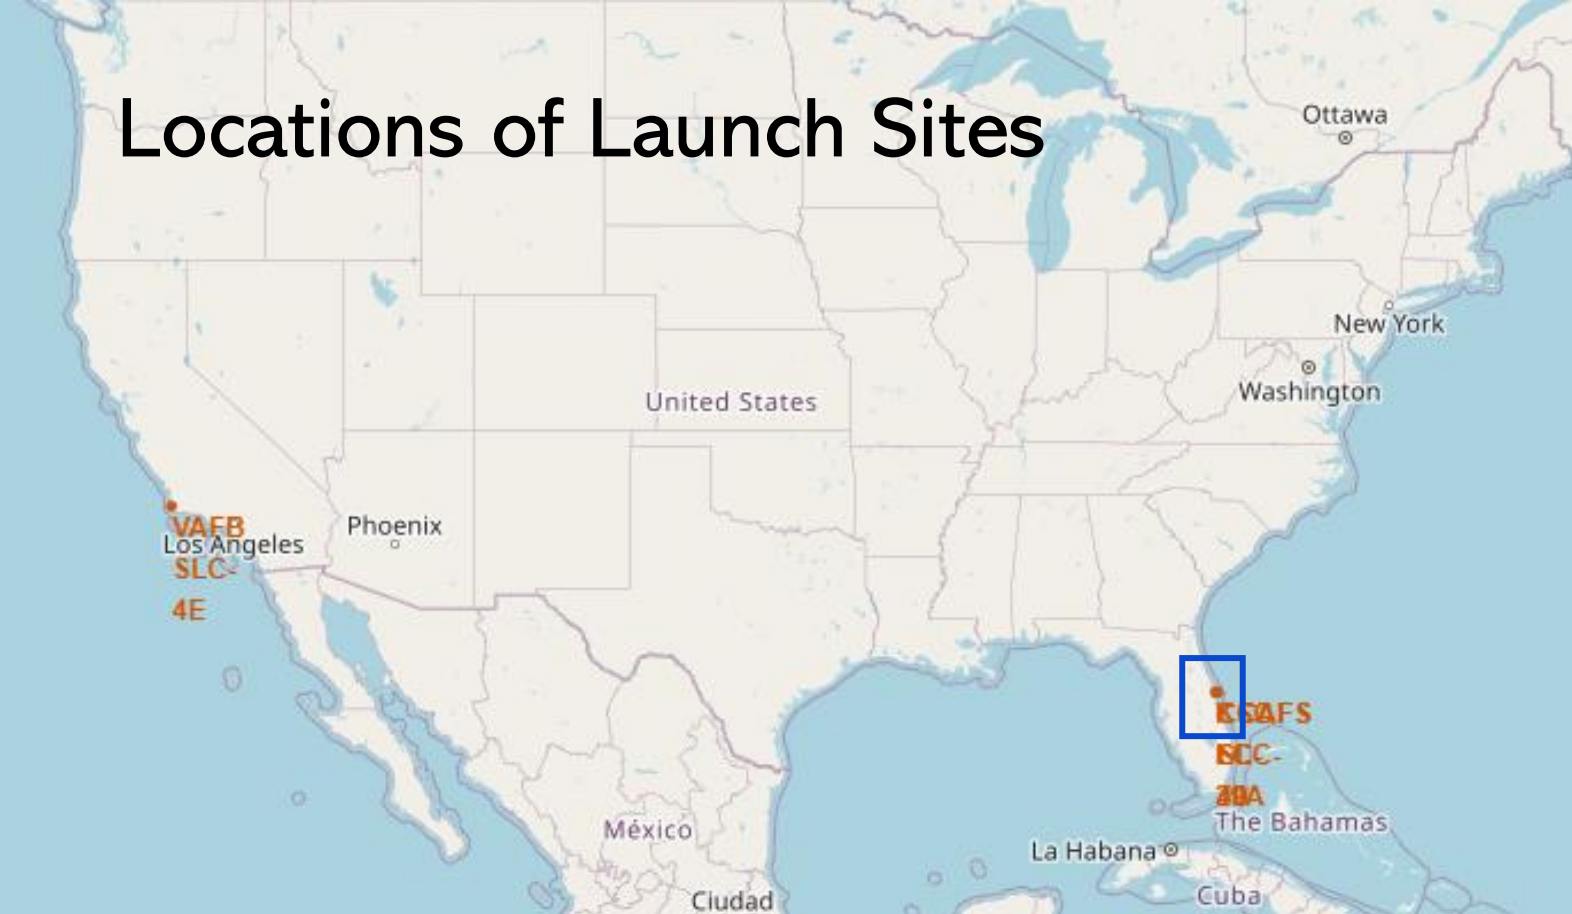 Locations of Launch Sites
Ottawa
New York
Washington
United States
VAFB
Los Angeles
SLC-
4E
Phoenix
México
The Bahamas
La Habana
Cuba
Ciudad